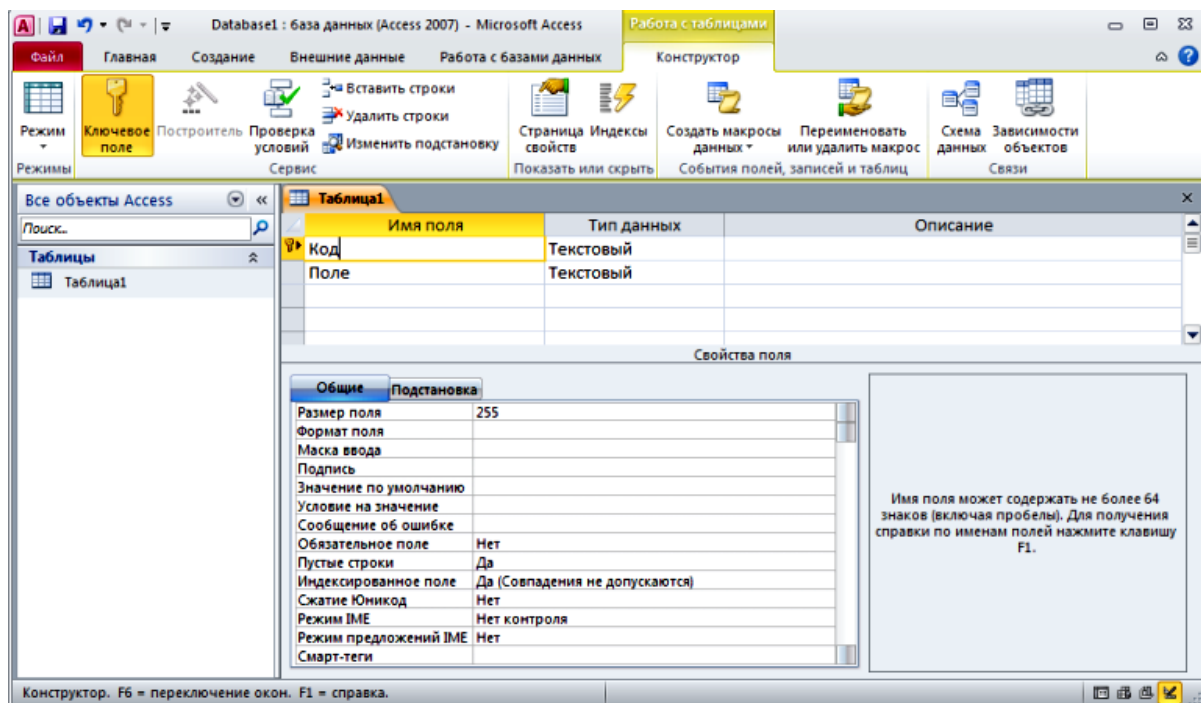 Database1 : база данных (Access 2007) - Microsoft Access
Работа с таблицами
Файл Главная Создание Внешние данные Работа с базами данных Конструктор
Режим
Ключевое поле
Построитель
Проверка условий
Вставить строки
Удалить строки
Изменить подстановку
Страница свойств
Индексы
Создать макросы данных
Переименовать или удалить макрос
Схема данных
Зависимости объектов
Режимы Сервис Показать или скрыть События полей, записей и таблиц Связи
Все объекты Access
Поиск...
Таблицы
Таблица1
Таблица1
Имя поля Тип данных Описание
Код Текстовый
Поле Текстовый
Свойства поля
Общие Подстановка
Размер поля 255
Формат поля
Маска ввода
Подпись
Значение по умолчанию
Условие на значение
Сообщение об ошибке
Обязательное поле Нет
Пустые строки Да
Индексированное поле Да (Совпадения не допускаются)
Сжатие Юникод Нет
Режим IME Нет контроля
Режим предложений IME Нет
Смарт-теги
Имя поля может содержать не более 64
знаков (включая пробелы). Для получения
справки по именам полей нажмите клавишу
F1.
Конструктор. F6 = переключение окон. F1 = справка.